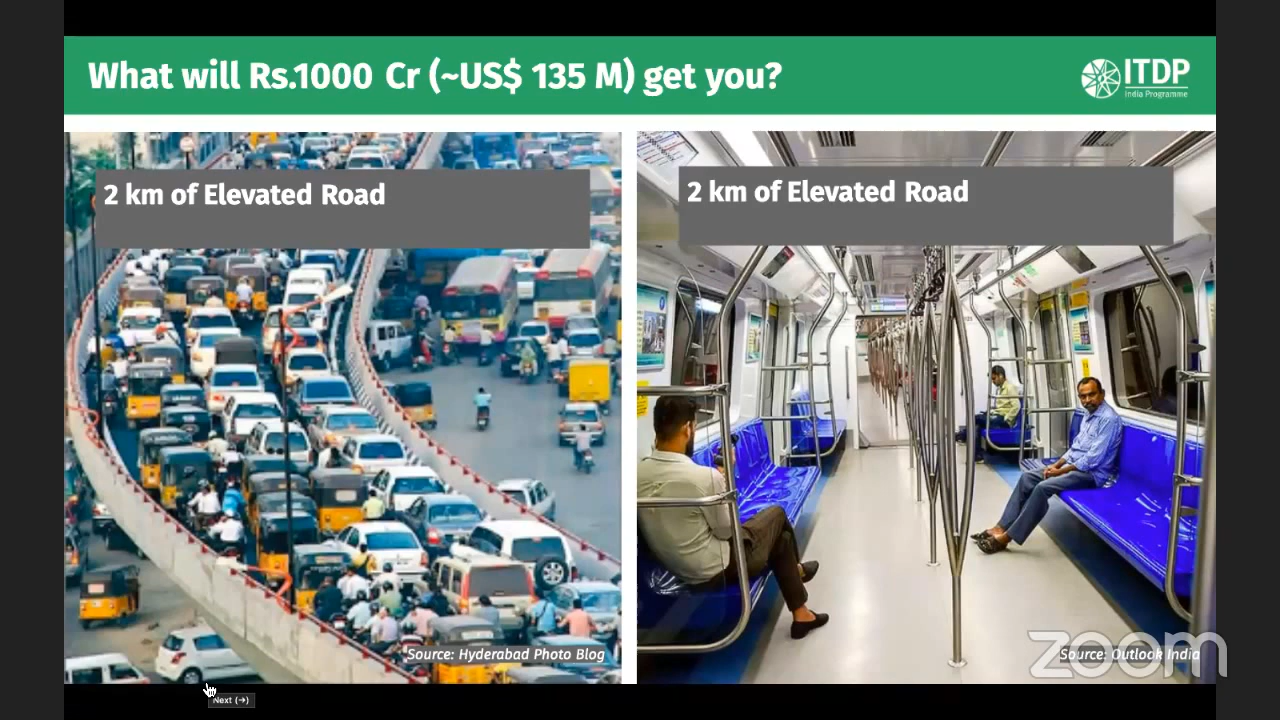 What will Rs.1000 Cr (~US$ 135 M) get you?
ITDP
India Programme
2 km of Elevated Road
2 km of Elevated Road
Source: Hyderabad Photo Blog
Source: Outlook India
zoom
Next (→)